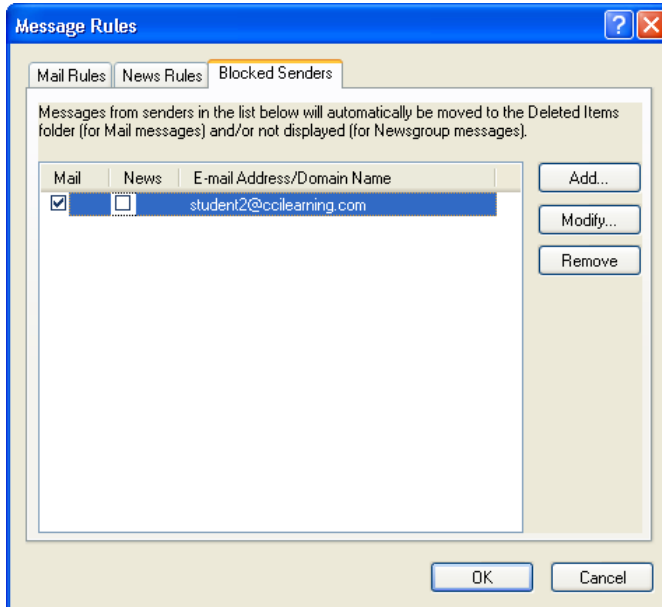 Message Rules
Mail Rules News Rules Blocked Senders
Messages from senders in the list below will automatically be moved to the Deleted Items
folder (for Mail messages) and/or not displayed (for Newsgroup messages).
Mail News E-mail Address/Domain Name
student2@ccilearning.com
Add...
Modify...
Remove
OK Cancel